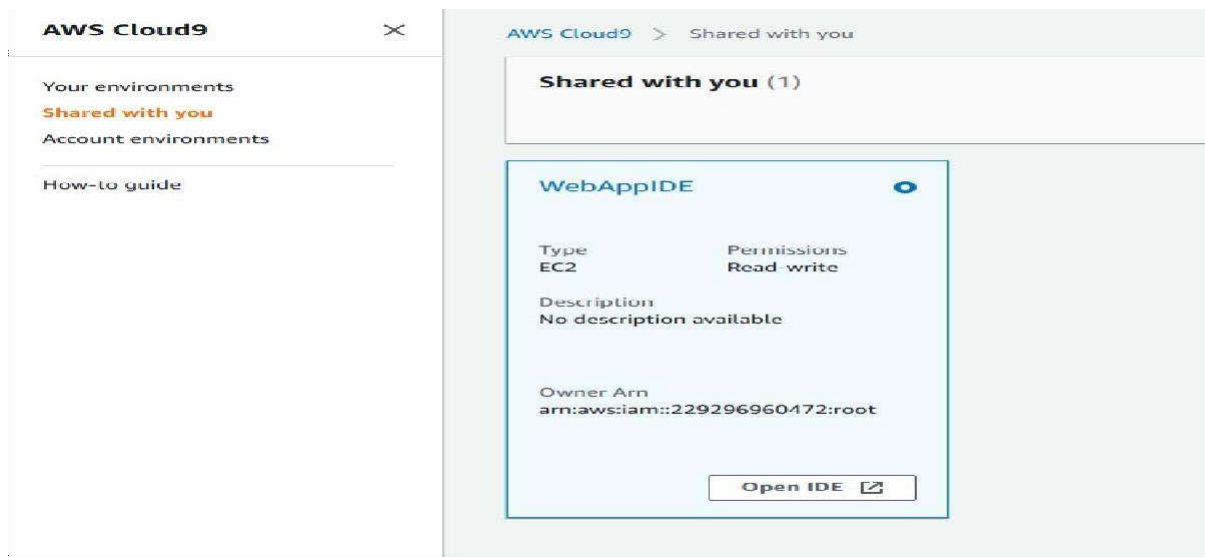 AWS Cloud9
Your environments
Shared with you
Account environments
How-to guide
AWS Cloud9 > Shared with you
Shared with you (1)
WebAppIDE
Type Permissions
EC2 Read-write
Description
No description available
Owner Arn
arn:aws:iam::229296960472:root
Open IDE